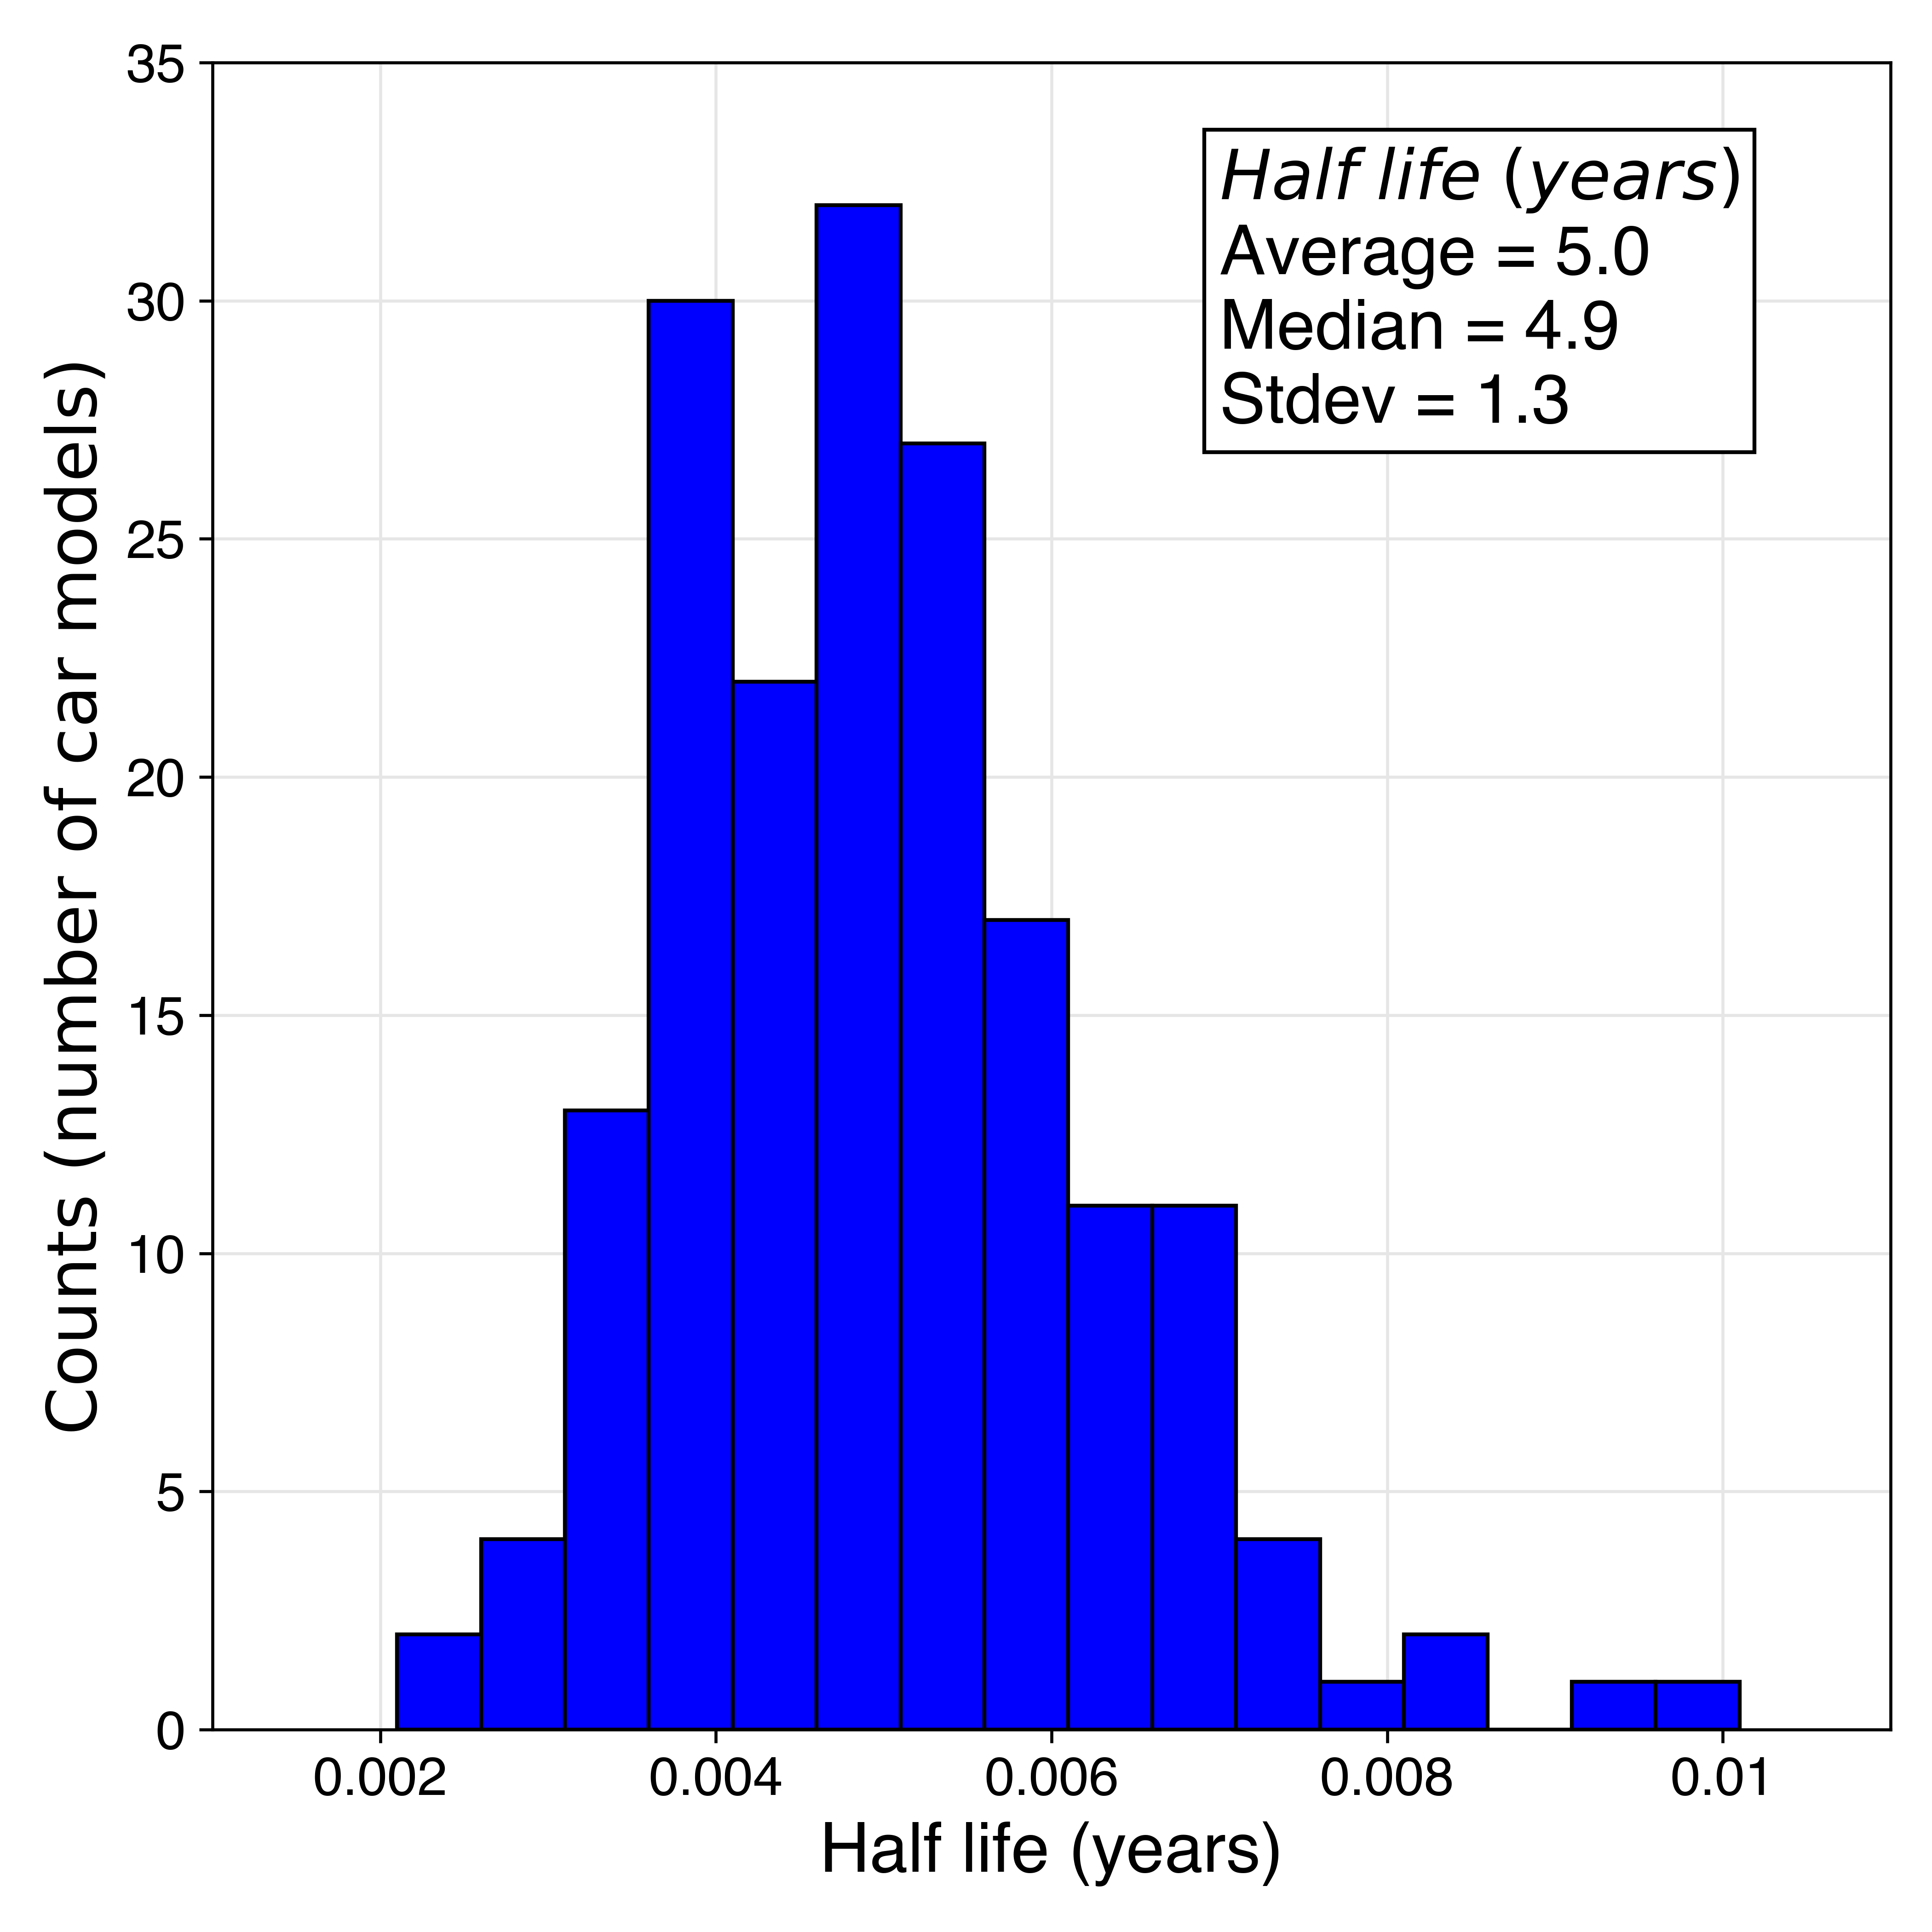 35
30
25
20
15
10
5
0
Counts (number of car models)
Half life (years)
Average = 5.0
Median = 4.9
Stdev = 1.3
0.002 0.004 0.006 0.008 0.01
Half life (years)